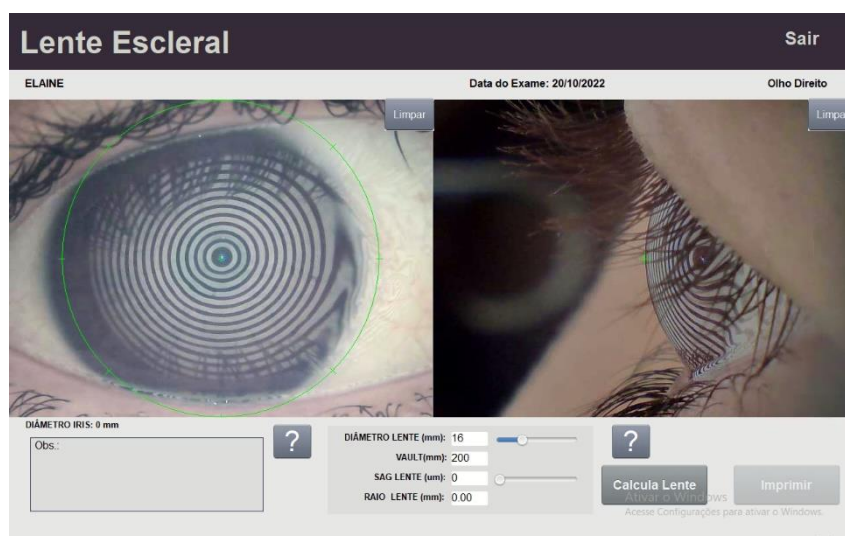 Lente Escleral
Sair
ELAINE
Data do Exame: 20/10/2022
Olho Direito
Limpar
Limpa
DIÂMETRO IRIS: 0 mm
Obs.:
?
DIÂMETRO LENTE (mm): 16
VAULT(mm): 200
SAG LENTE (um): 0
RAIO LENTE (mm): 0.00
?
Calcula Lente
Imprimir
Ativar o Windows
Acesse Configurações para ativar o Windows.